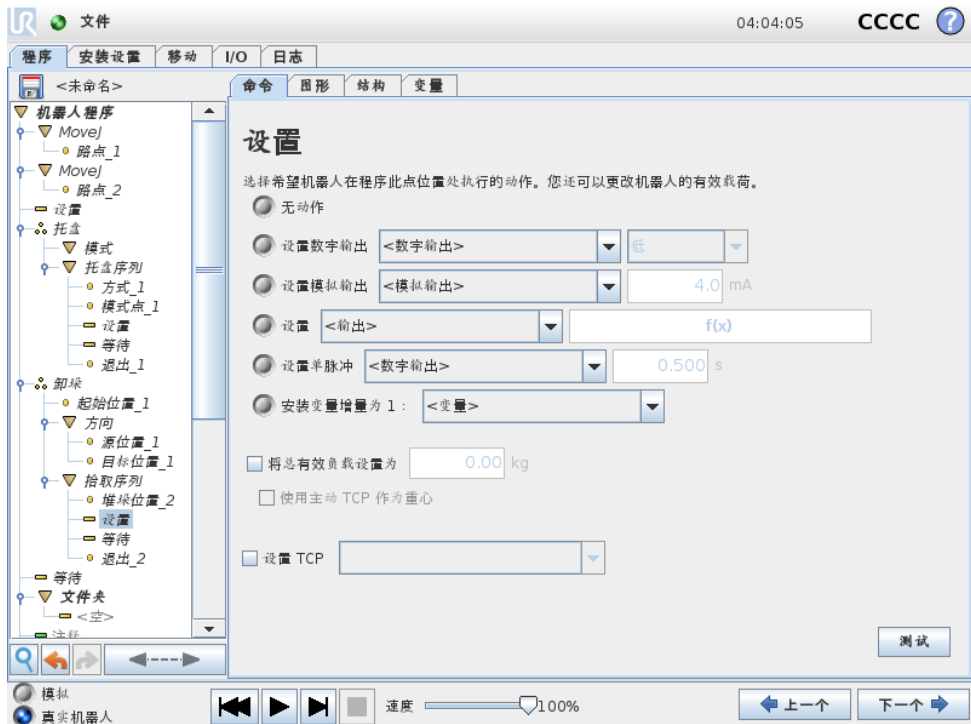 UR 文件 04:04:05 CCCC ?
程序 安装设置 移动 I/O 日志
<未命名> 命令 图形 结构 变量
机器人程序
MoveJ
路点_1
MoveJ
路点_2
设置
托盘
模式
托盘序列
方式_1
模式点_1
设置
等待
退出_1
卸垛
起始位置_1
方向
源位置_1
目标位置_1
拾取序列
堆垛位置_2
设置
等待
退出_2
等待
文件夹
<空>
注释
设置
选择希望机器人在程序此点位置处执行的动作。您还可以更改机器人的有效载荷。
无动作
设置数字输出 <数字输出> 低
设置模拟输出 <模拟输出> 4.0 mA
设置 <输出> f(x)
设置单脉冲 <数字输出> 0.500 s
安装变量增量为 1： <变量>
将总有效负载设置为 0.00 kg
使用主动 TCP 作为重心
设置 TCP
测试
模拟
真实机器人
速度 100%
上一个 下一个